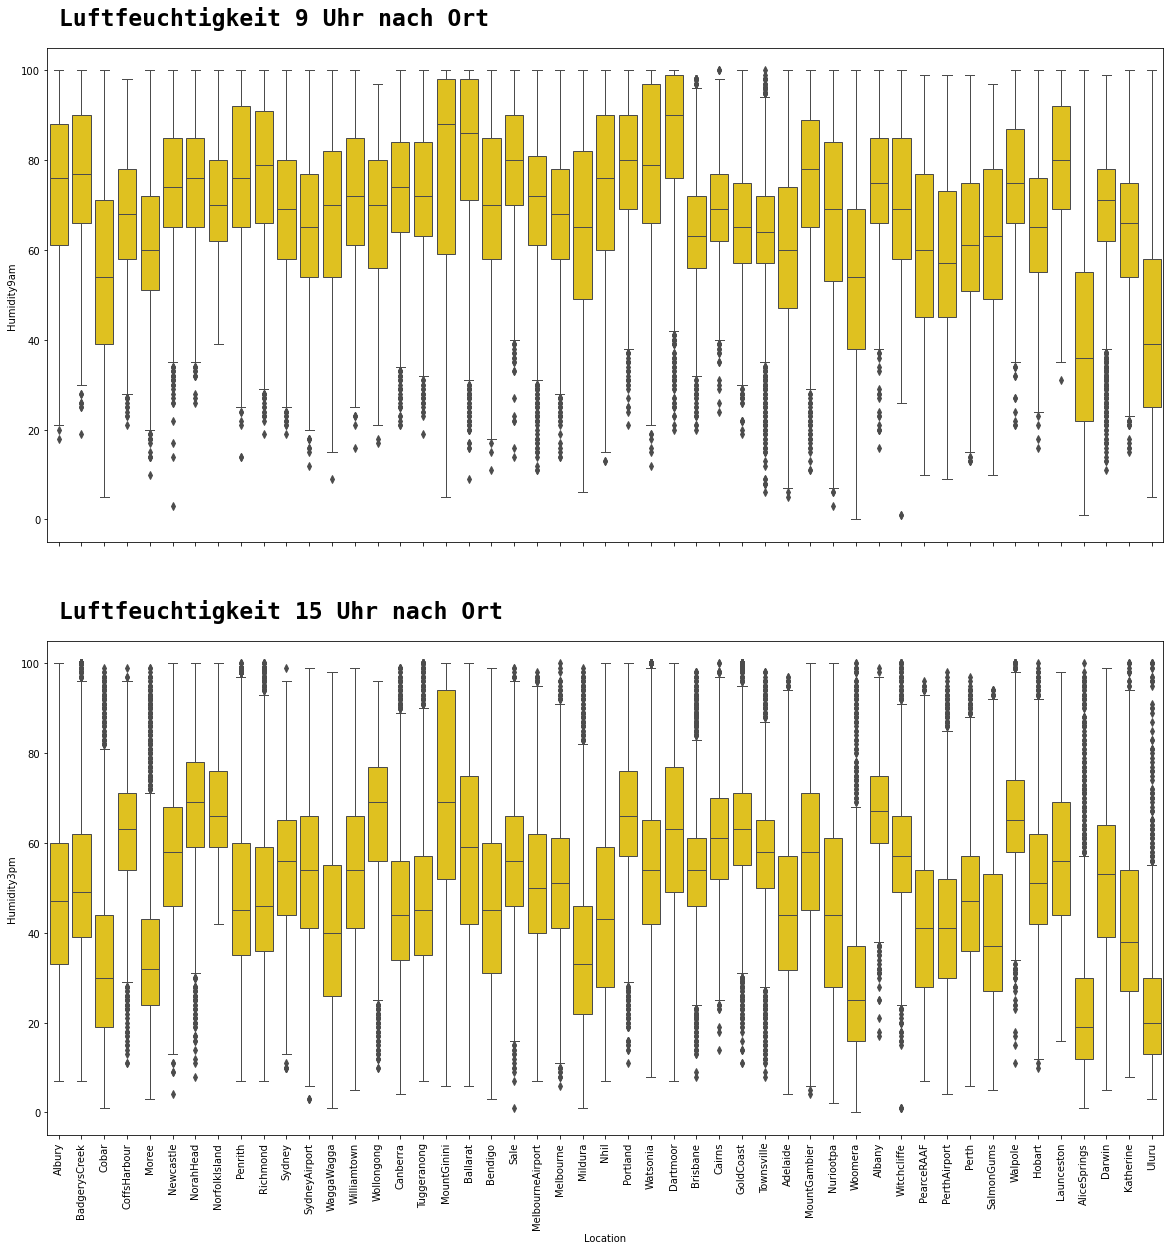 Luftfeuchtigkeit 9 Uhr nach Ort
100
80
60
40
20
0
Humidity9am
Luftfeuchtigkeit 15 Uhr nach Ort
100
80
60
40
20
0
Humidity3pm
Albury
BadgerysCreek
Cobar
CoffsHarbour
Moree
Newcastle
NorahHead
NorfolkIsland
Penrith
Richmond
Sydney
SydneyAirport
WaggaWagga
Williamtown
Wollongong
Canberra
Tuggeranong
MountGinini
Ballarat
Bendigo
Sale
MelbourneAirport
Melbourne
Mildura
Nhil
Portland
Watsonia
Dartmoor
Brisbane
Cairns
GoldCoast
Townsville
Adelaide
MountGambier
Nuriootpa
Woomera
Albany
Witchcliffe
PearceRAAF
PerthAirport
Perth
SalmonGums
Walpole
Hobart
Launceston
AliceSprings
Darwin
Katherine
Uluru
Location